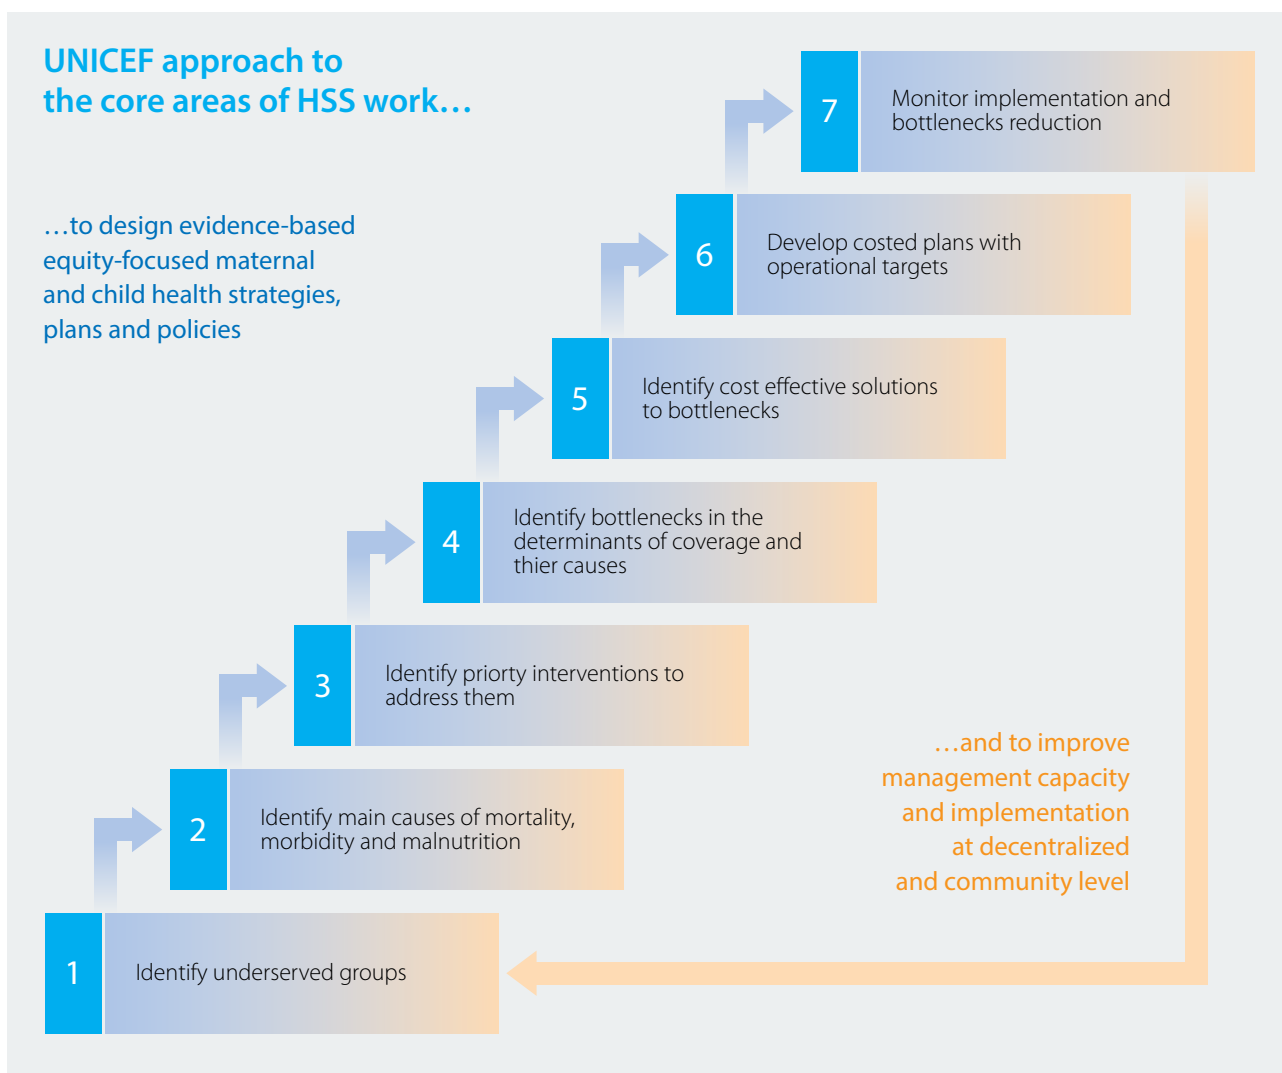 UNICEF approach to
the core areas of HSS work…
…to design evidence-based
equity-focused maternal
and child health strategies,
plans and policies
7
Monitor implementation and
bottlenecks reduction
6
Develop costed plans with
operational targets
5
Identify cost effective solutions
to bottlenecks
4
Identify bottlenecks in the
determinants of coverage and
thier causes
3
Identify priorty interventions to
address them
2
Identify main causes of mortality,
morbidity and malnutrition
1
Identify underserved groups
…and to improve
management capacity
and implementation
at decentralized
and community level